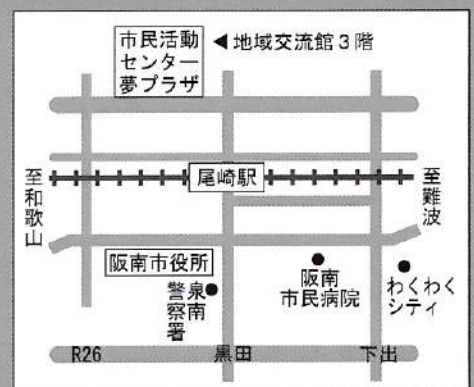 市民活動
センター
夢プラザ
◀地域交流館3階
尾崎駅
至和歌山
至難波
阪南市役所
泉南
警察署
阪南
市民病院
わくわく
シティ
R26
黒田
下出